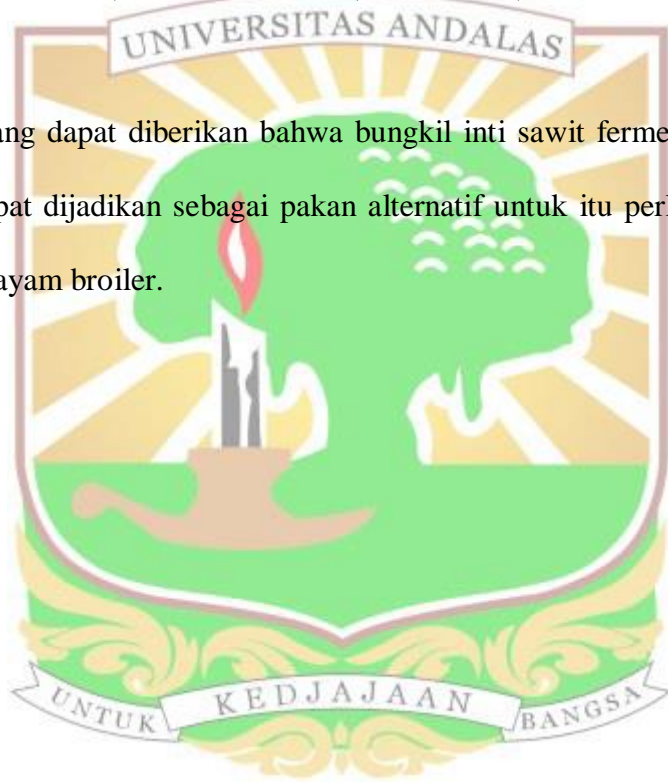 UNIVERSITAS ANDALAS
ang dapat diberikan bahwa bungkil inti sawit ferme
pat dijadikan sebagai pakan alternatif untuk itu perl
ayam broiler.
UNTUK KEDJAJAAN BANGSA